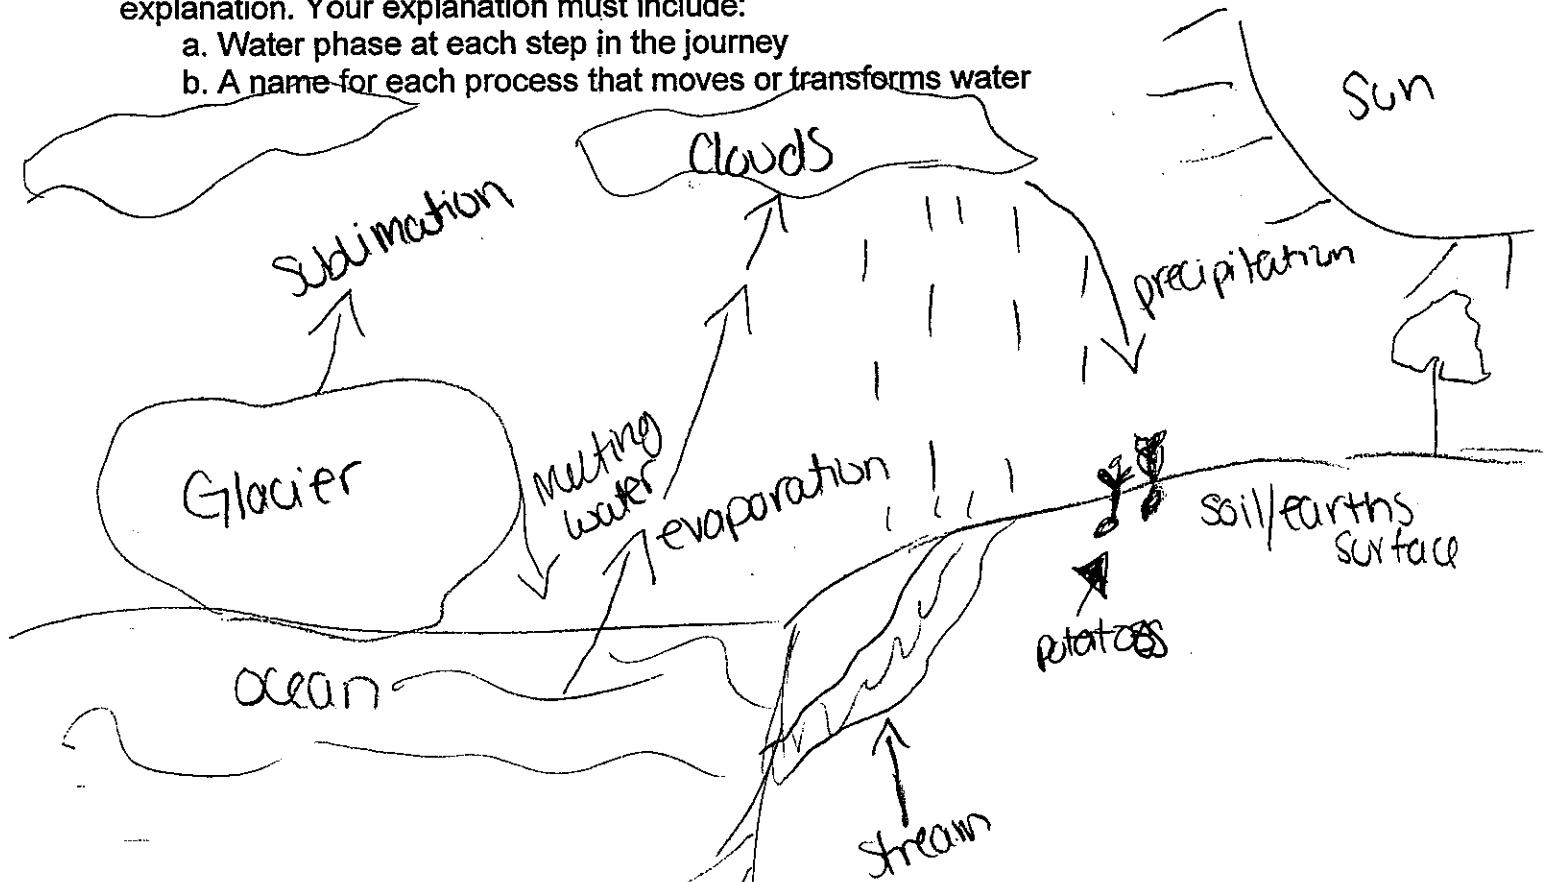 explanation. Your explanation must include:
a. Water phase at each step in the journey
b. A name for each process that moves or transforms water
Sun
Clouds
sublimation
precipitation
Glacier
melting
water
evaporation
soil/earths
surface
potatoes
ocean
stream